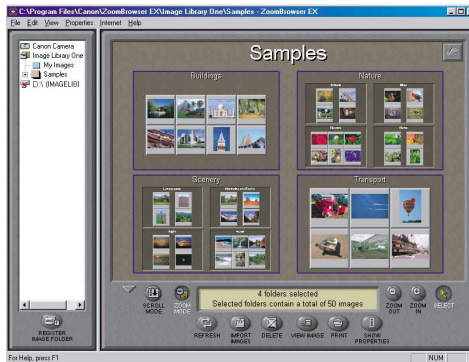 C:\Program Files\Canon\ZoomBrowser EX\Image Library One\Samples - ZoomBrowser EX
File Edit View Properties Internet Help
Canon Camera
Image Library One
My Images
Samples
D:\ (IMAGELIB)
Samples
Buildings
Nature
Scenery
Transport
SCROLL MODE
ZOOM MODE
4 folders selected
Selected folders contain a total of 50 images
ZOOM OUT
ZOOM IN
SELECT
REGISTER IMAGE FOLDER
REFRESH
IMPORT IMAGES
DELETE
VIEW IMAGE
PRINT
SHOW PROPERTIES
For Help, press F1
NUM